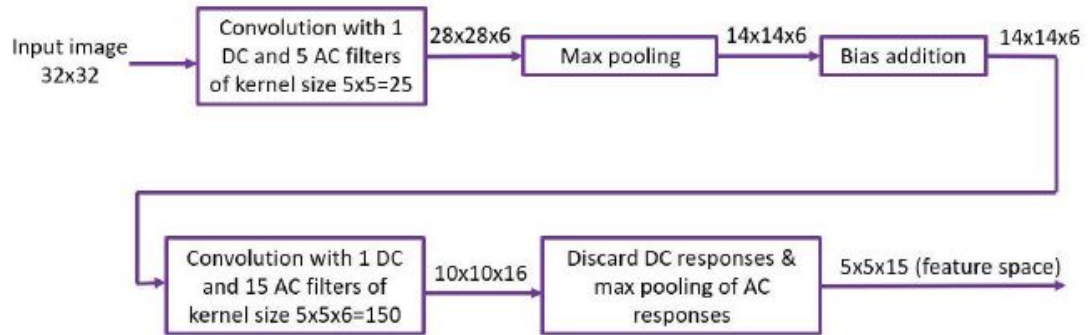 Input image
32x32
Convolution with 1
DC and 5 AC filters
of kernel size 5x5=25
28x28x6
Max pooling
14x14x6
Bias addition
14x14x6
Convolution with 1 DC
and 15 AC filters of
kernel size 5x5x6=150
10x10x16
Discard DC responses &
max pooling of AC
responses
5x5x15 (feature space)